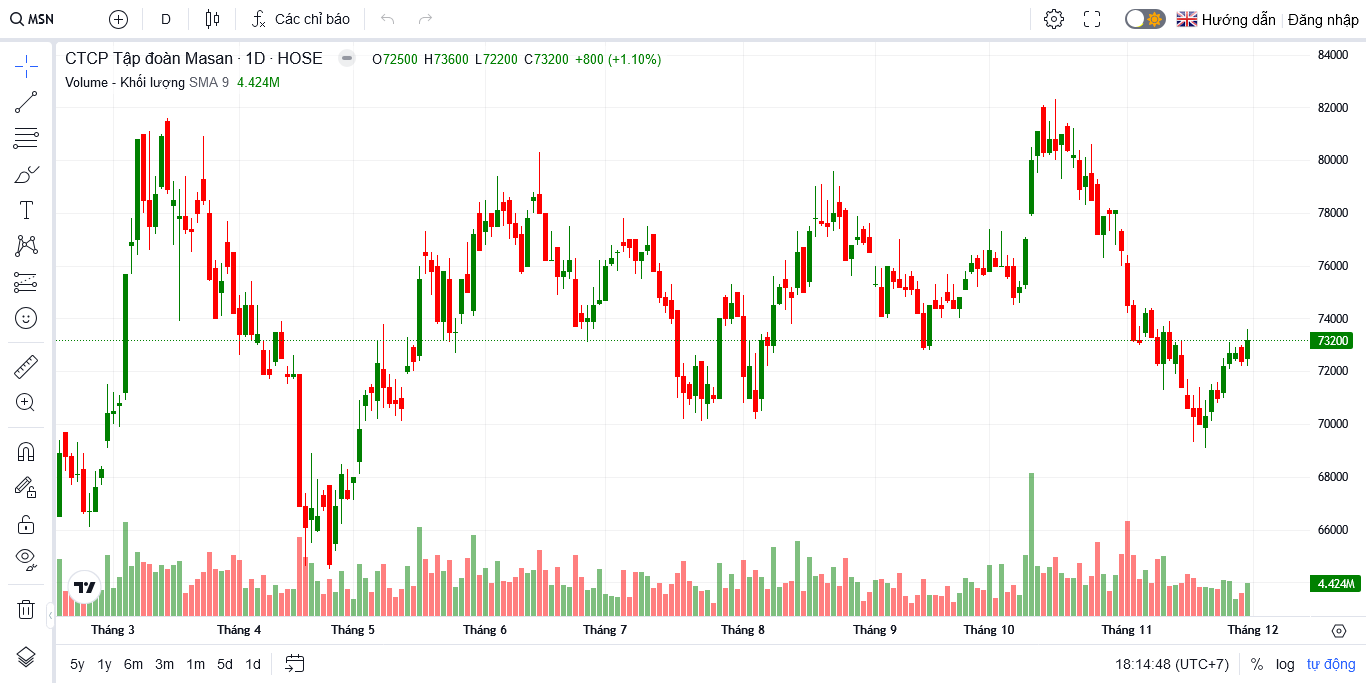 MSN D Các chỉ báo Hướng dẫn Đăng nhập
CTCP Tập đoàn Masan · 1D · HOSE O72500 H73600 L72200 C73200 +800 (+1.10%)
Volume - Khối lượng SMA 9 4.424M
84000
82000
80000
78000
76000
74000
73200
72000
70000
68000
66000
4.424M
Tháng 3 Tháng 4 Tháng 5 Tháng 6 Tháng 7 Tháng 8 Tháng 9 Tháng 10 Tháng 11 Tháng 12
5y 1y 6m 3m 1m 5d 1d 18:14:48 (UTC+7) % log tự động